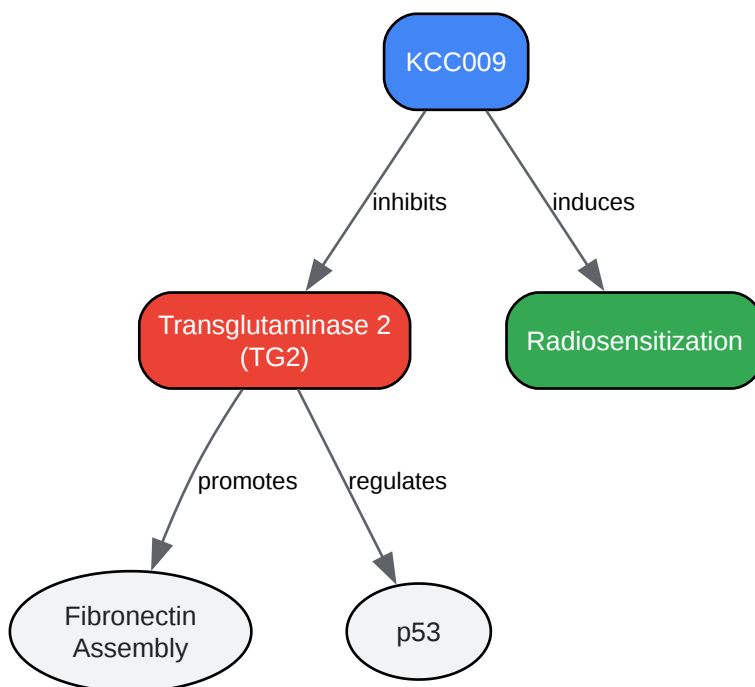 KCC009
inhibits
induces
Transglutaminase 2
(TG2)
Radiosensitization
promotes
regulates
Fibronectin
Assembly
p53